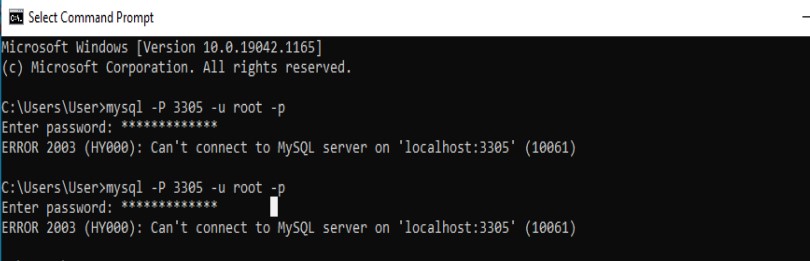 Select Command Prompt
Microsoft Windows [Version 10.0.19042.1165]
(c) Microsoft Corporation. All rights reserved.
C:\Users\User>mysql -P 3305 -u root -p
Enter password: *************
ERROR 2003 (HY000): Can't connect to MySQL server on 'localhost:3305' (10061)
C:\Users\User>mysql -P 3305 -u root -p
Enter password: *************
ERROR 2003 (HY000): Can't connect to MySQL server on 'localhost:3305' (10061)